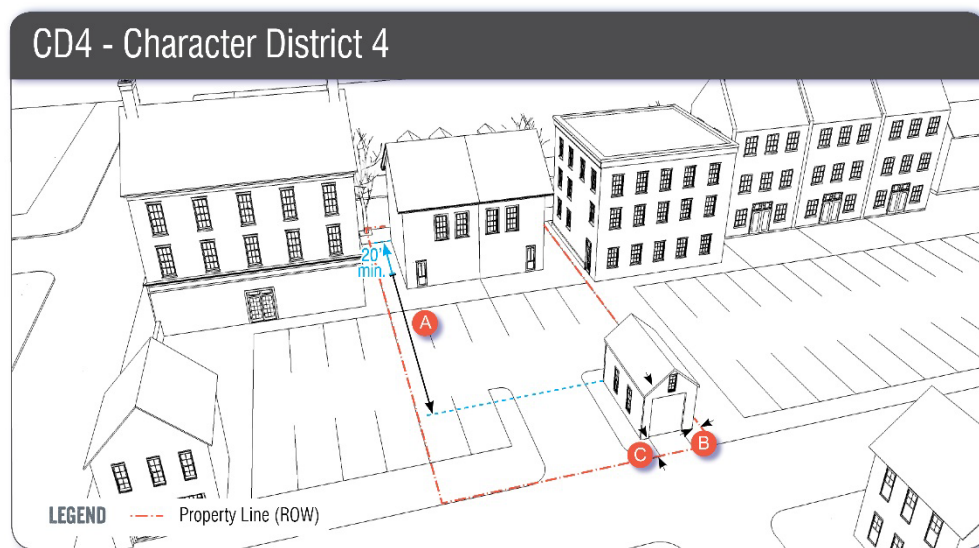 CD4 - Character District 4
20'
min.
A
B
C
LEGEND
Property Line (ROW)